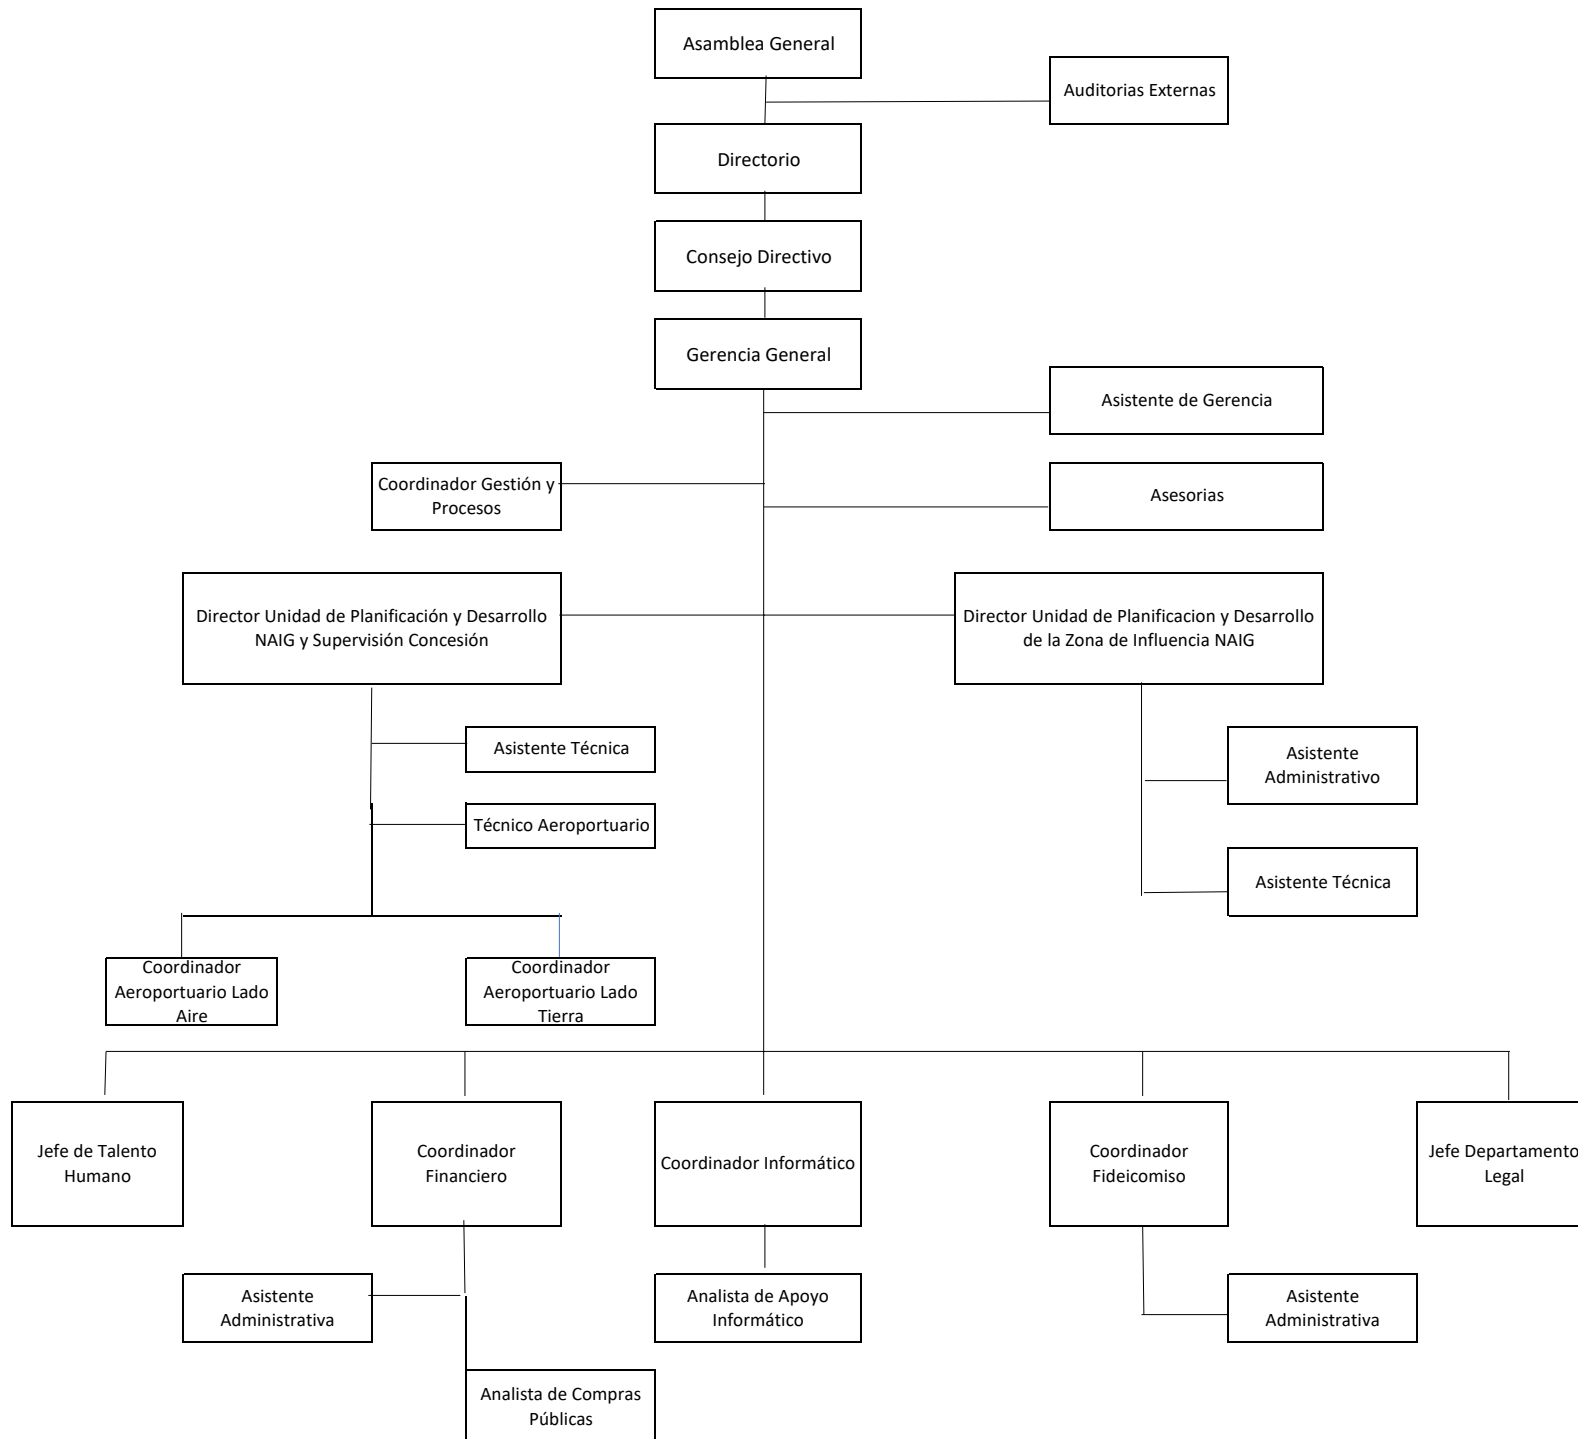 Asamblea General
Auditorias Externas
Directorio
Consejo Directivo
Gerencia General
Asistente de Gerencia
Coordinador Gestión y
Procesos
Asesorias
Director Unidad de Planificación y Desarrollo
NAIG y Supervisión Concesión
Director Unidad de Planificacion y Desarrollo
de la Zona de Influencia NAIG
Asistente Técnica
Asistente
Administrativo
Técnico Aeroportuario
Asistente Técnica
Coordinador
Aeroportuario Lado
Aire
Coordinador
Aeroportuario Lado
Tierra
Jefe de Talento
Humano
Coordinador
Financiero
Coordinador Informático
Coordinador
Fideicomiso
Jefe Departamento
Legal
Asistente
Administrativa
Analista de Apoyo
Informático
Asistente
Administrativa
Analista de Compras
Públicas